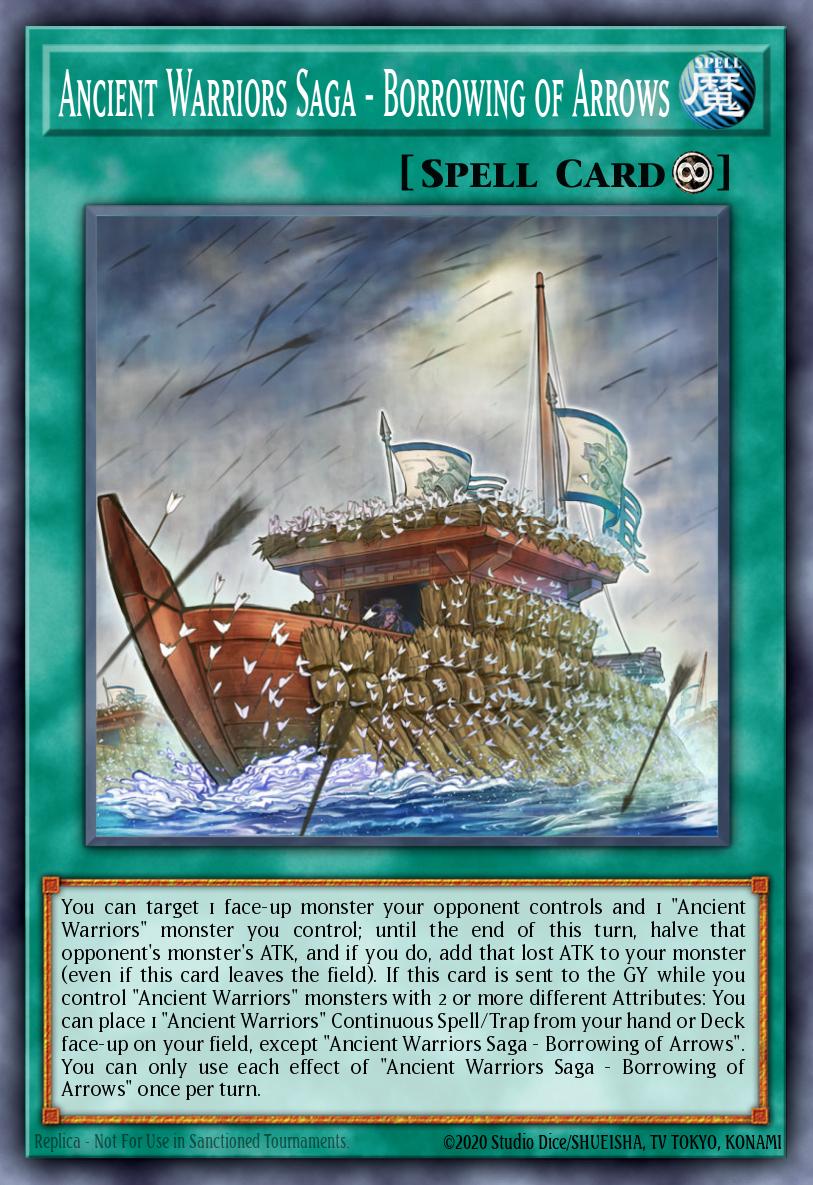 Ancient Warriors Saga - Borrowing of Arrows
SPELL
魔
[Spell Card]
You can target 1 face-up monster your opponent controls and 1 "Ancient
Warriors" monster you control; until the end of this turn, halve that
opponent's monster's ATK, and if you do, add that lost ATK to your monster
(even if this card leaves the field). If this card is sent to the GY while you
control "Ancient Warriors" monsters with 2 or more different Attributes: You
can place 1 "Ancient Warriors" Continuous Spell/Trap from your hand or Deck
face-up on your field, except "Ancient Warriors Saga - Borrowing of Arrows".
You can only use each effect of "Ancient Warriors Saga - Borrowing of
Arrows" once per turn.
Replica - Not For Use in Sanctioned Tournaments.
©2020 Studio Dice/SHUEISHA, TV TOKYO, KONAMI